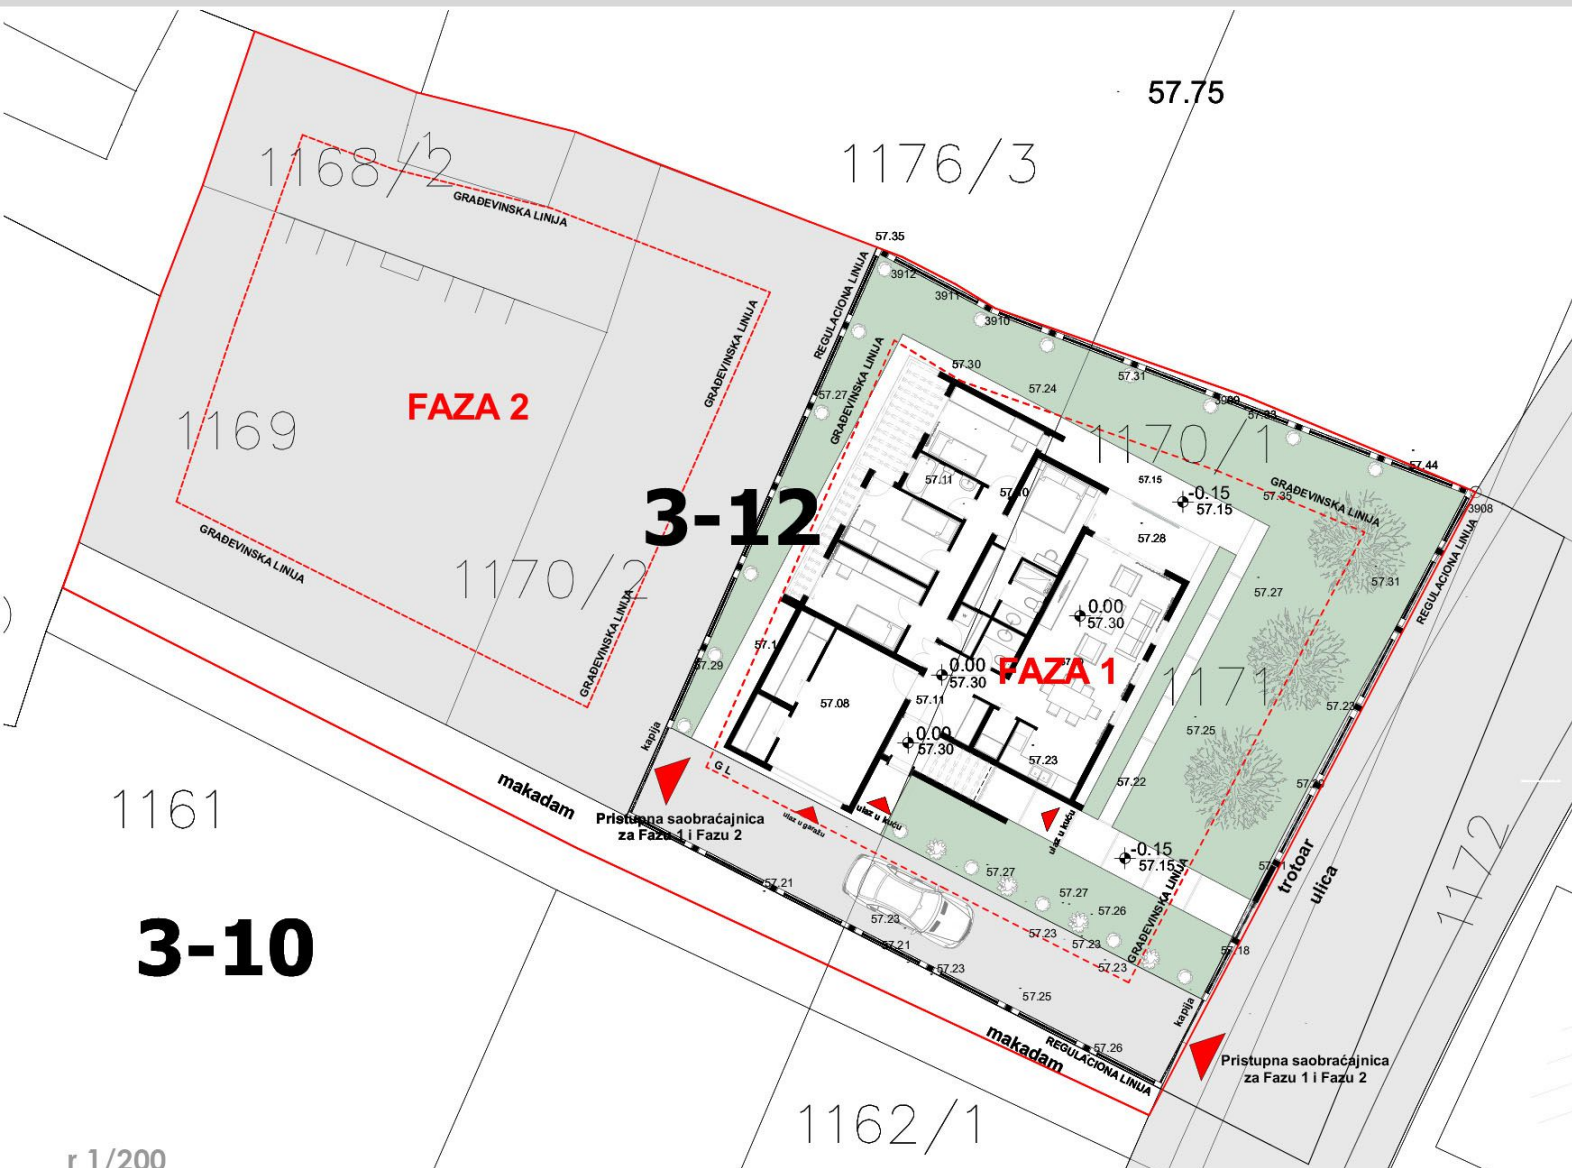 57.75
1176/3
1168/2
GRAĐEVINSKA LINIJA
57.35
REGULACIONA LINIJA
3912
3911
3910
GRAĐEVINSKA LINIJA
GRAĐEVINSKA LINIJA
57.30
57.31
57.24
57.27
FAZA 2
1169
1170/1
57.44
57.11
57.15
-0.15
57.15
57.35
GRAĐEVINSKA LINIJA
3908
3-12
57.28
REGULACIONA LINIJA
GRAĐEVINSKA LINIJA
1170/2
57.31
57.27
0.00
57.30
GRAĐEVINSKA LINIJA
57.29
0.00
57.30
FAZA 1
1171
57.08
57.11
57.23
57.25
kapija
0.00
57.30
57.23
G L
57.22
makadam
1161
Pristupna saobraćajnica
za Fazu 1 i Fazu 2
ulaz u garažu
ulaz u kuću
ulaz u kuću
-0.15
57.15
trotoar
ulica
1172
57.21
57.27
57.27
57.26
GRAĐEVINSKA LINIJA
3-10
57.23
57.21
57.23
57.23
57.23
57.18
57.23
57.25
kapija
makadam
REGULACIONA LINIJA
57.26
Pristupna saobraćajnica
za Fazu 1 i Fazu 2
1162/1
r 1/200